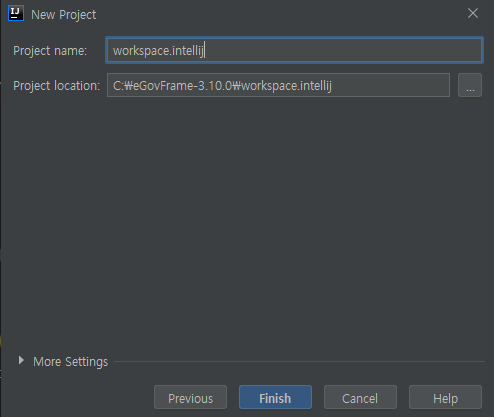 IJ New Project
Project name: workspace.intellij
Project location: C:₩eGovFrame-3.10.0₩workspace.intellij ...
More Settings
Previous Finish Cancel Help